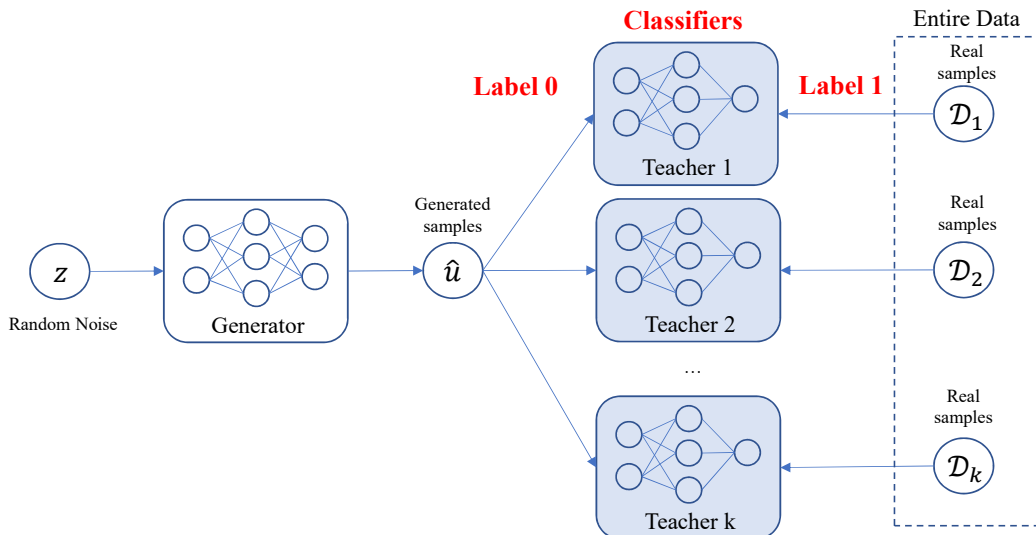 Classifiers
Entire Data
Label 0
Label 1
Real
samples
𝒟₁
Teacher 1
Generated
samples
Real
samples
z
û
𝒟₂
Random Noise
Generator
Teacher 2
...
Real
samples
𝒟ₖ
Teacher k